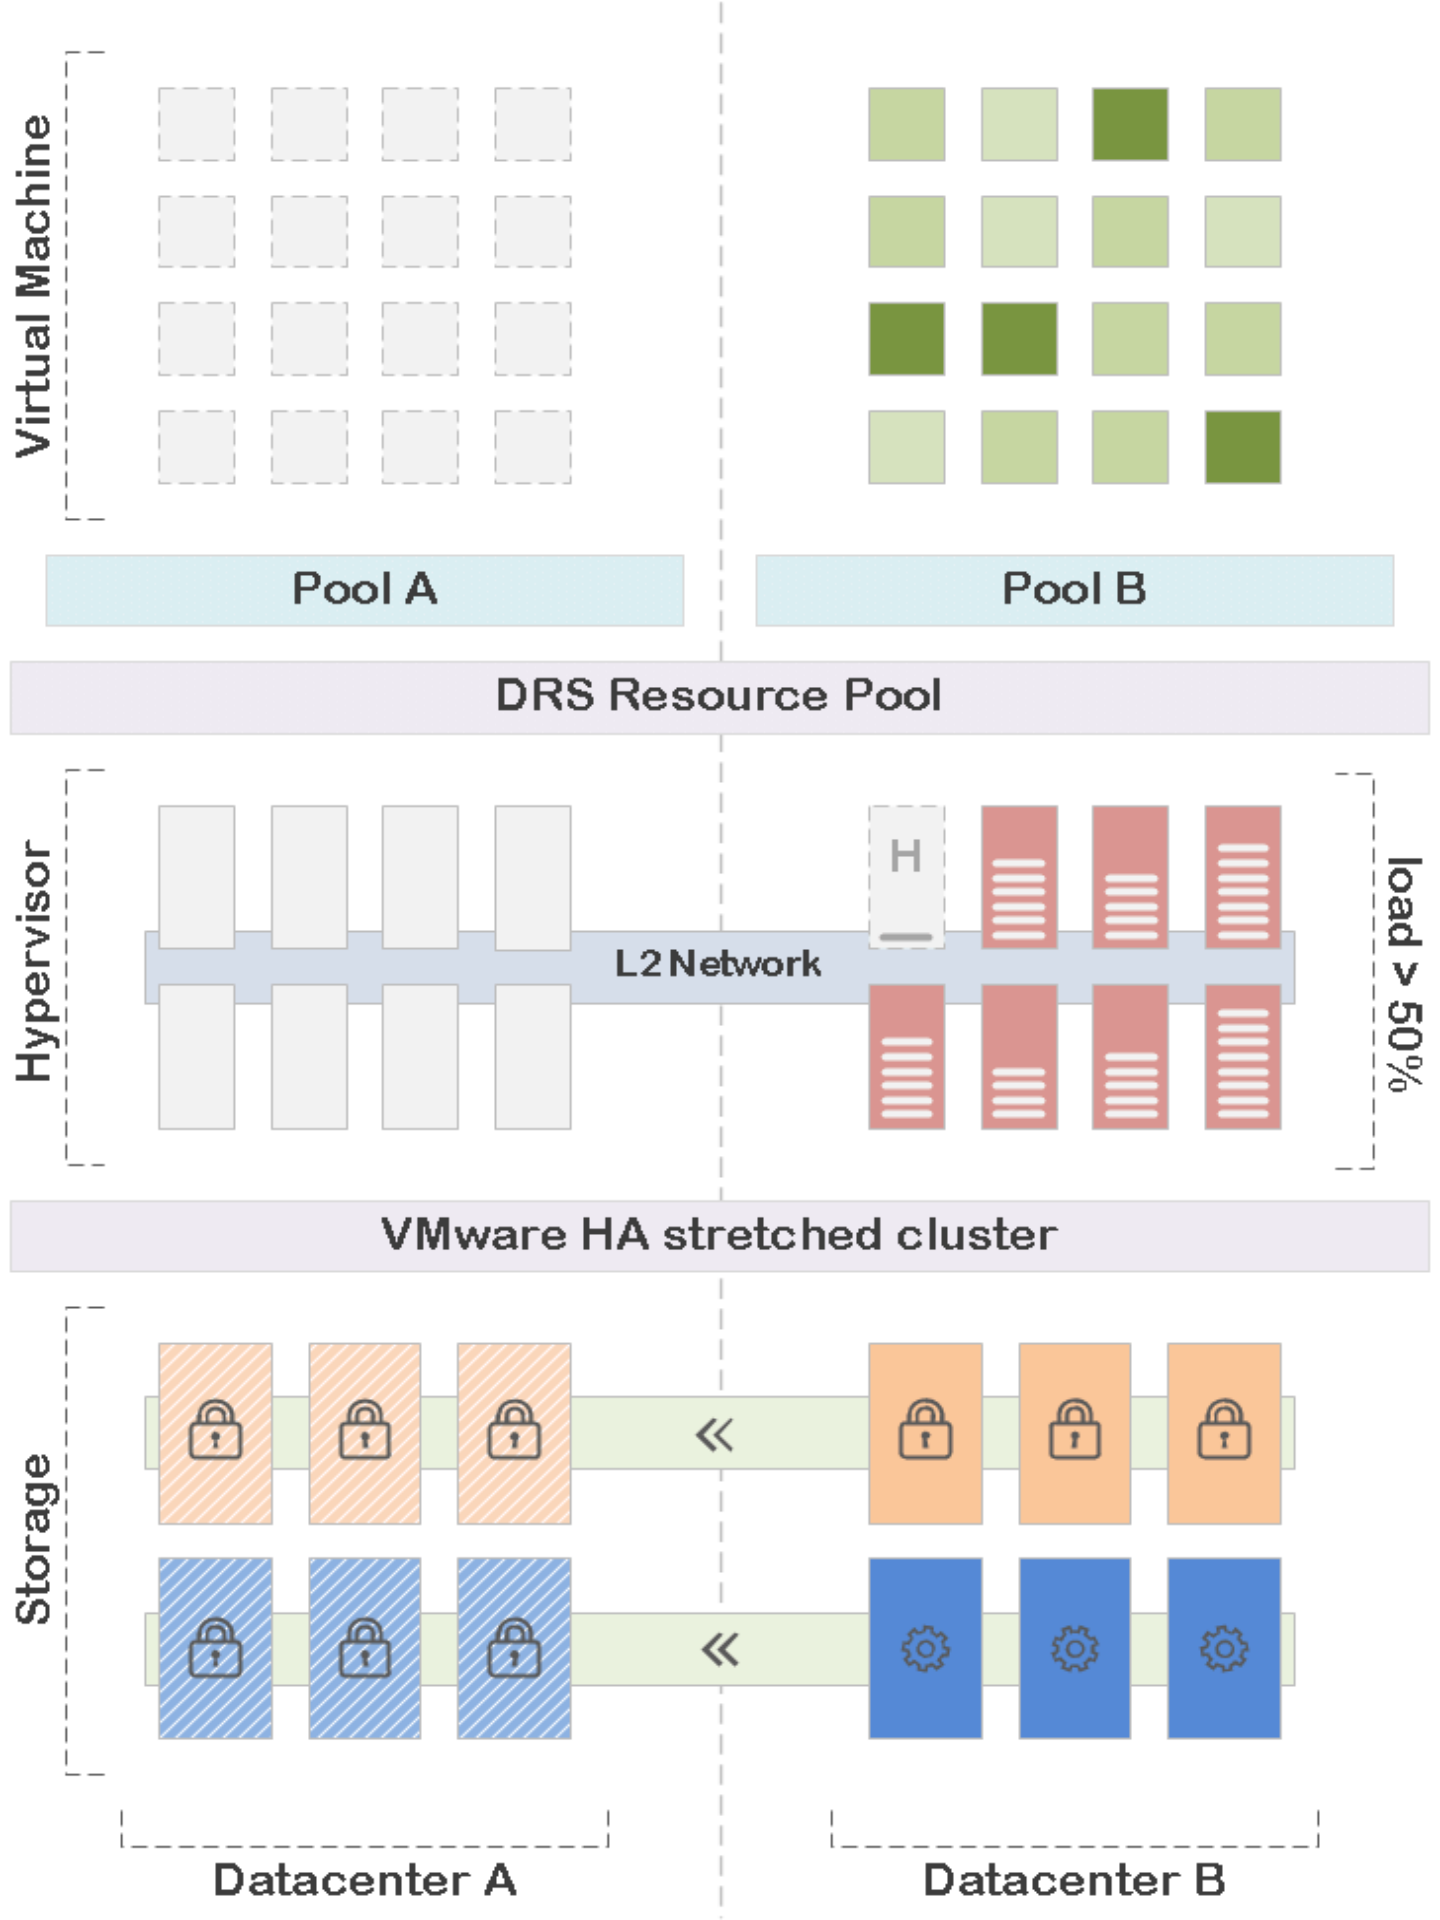 Virtual Machine
Pool A
Pool B
DRS Resource Pool
Hypervisor
H
L2 Network
load > 50%
VMware HA stretched cluster
Storage
Datacenter A
Datacenter B